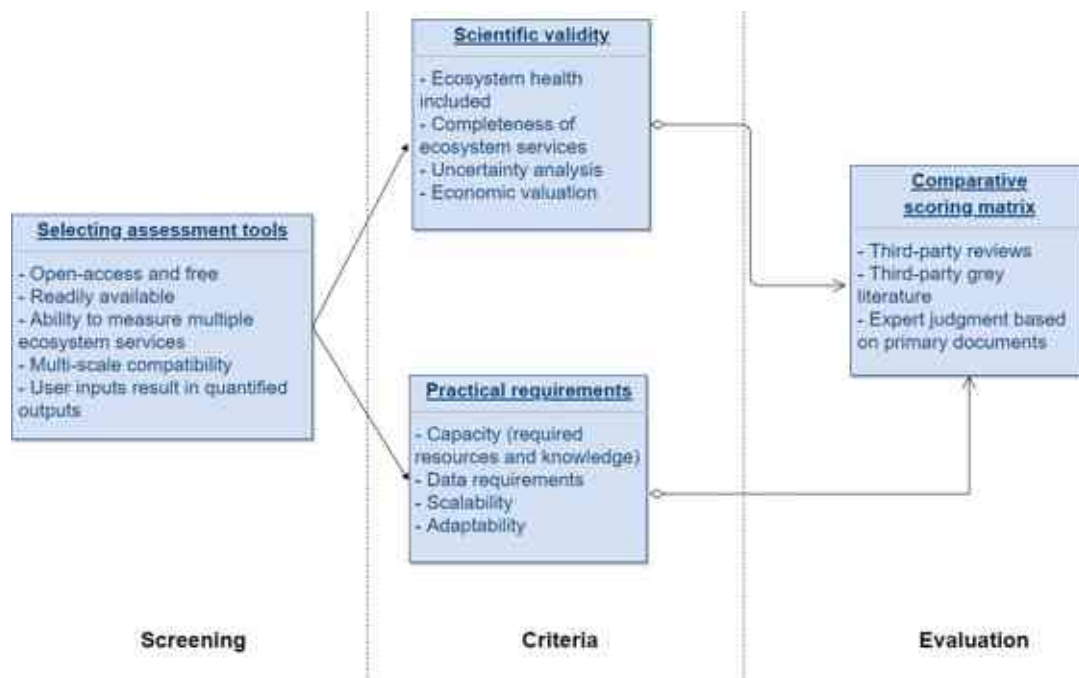 Selecting assessment tools
- Open-access and free
- Readily available
- Ability to measure multiple
ecosystem services
- Multi-scale compatibility
- User inputs result in quantified
outputs
Scientific validity
- Ecosystem health
included
- Completeness of
ecosystem services
- Uncertainty analysis
- Economic valuation
Practical requirements
- Capacity (required
resources and knowledge)
- Data requirements
- Scalability
- Adaptability
Comparative
scoring matrix
- Third-party reviews
- Third-party grey
literature
- Expert judgment based
on primary documents
Screening
Criteria
Evaluation